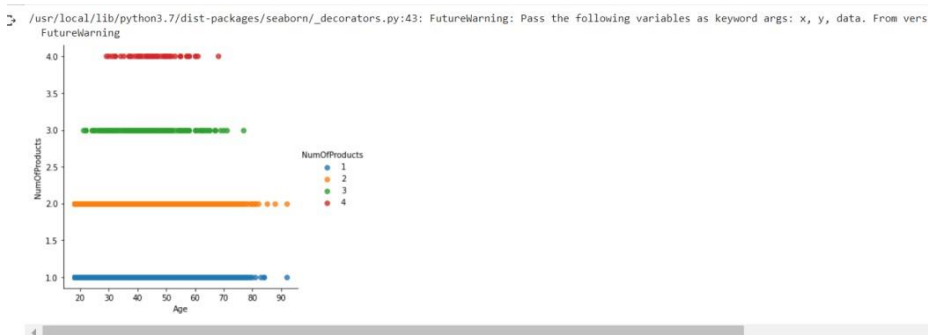 /usr/local/lib/python3.7/dist-packages/seaborn/_decorators.py:43: FutureWarning: Pass the following variables as keyword args: x, y, data. From vers
FutureWarning
4.0
3.5
3.0
2.5
2.0
1.5
1.0
NumOfProducts
20 30 40 50 60 70 80 90
Age
NumOfProducts
1
2
3
4